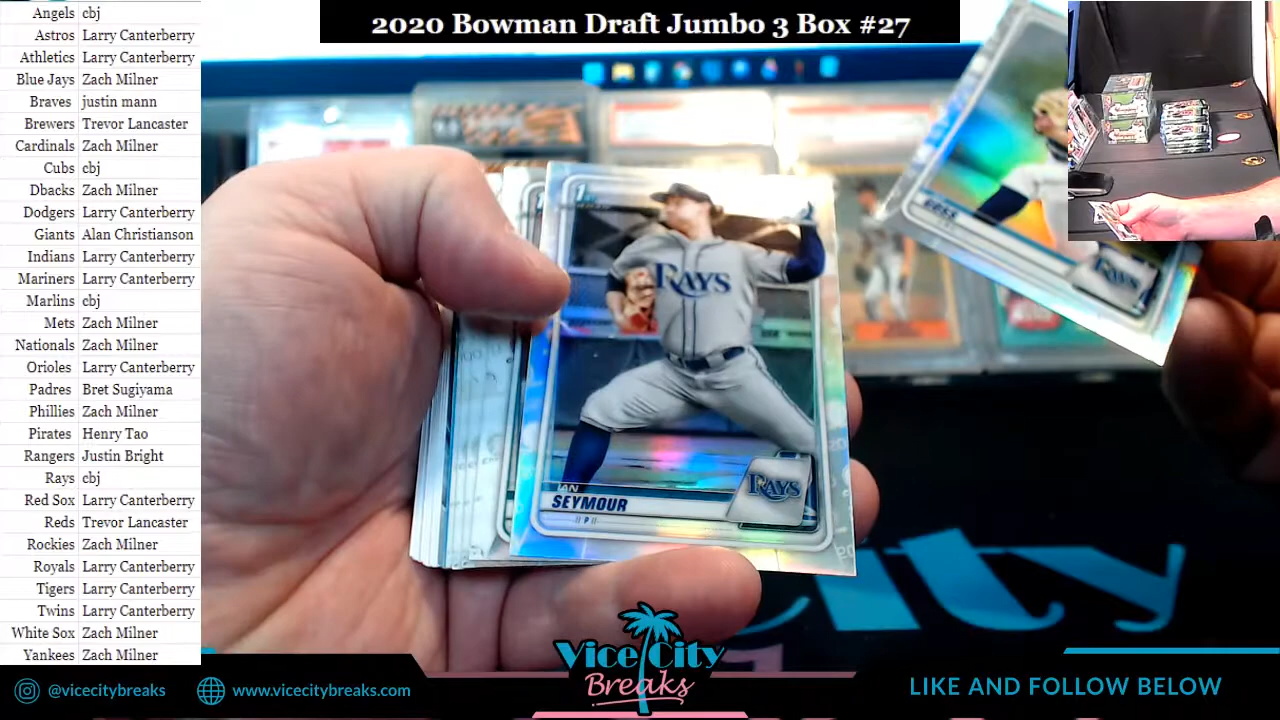 2020 Bowman Draft Jumbo 3 Box #27
Angels cbj
Astros Larry Canterberry
Athletics Larry Canterberry
Blue Jays Zach Milner
Braves justin mann
Brewers Trevor Lancaster
Cardinals Zach Milner
Cubs cbj
Dbacks Zach Milner
Dodgers Larry Canterberry
Giants Alan Christianson
Indians Larry Canterberry
Mariners Larry Canterberry
Marlins cbj
Mets Zach Milner
Nationals Zach Milner
Orioles Larry Canterberry
Padres Bret Sugiyama
Phillies Zach Milner
Pirates Henry Tao
Rangers Justin Bright
Rays cbj
Red Sox Larry Canterberry
Reds Trevor Lancaster
Rockies Zach Milner
Royals Larry Canterberry
Tigers Larry Canterberry
Twins Larry Canterberry
White Sox Zach Milner
Yankees Zach Milner
1st
RAYS
IAN
SEYMOUR
P
RAYS
RAYS
Vice City
Breaks
@vicecitybreaks
www.vicecitybreaks.com
LIKE AND FOLLOW BELOW